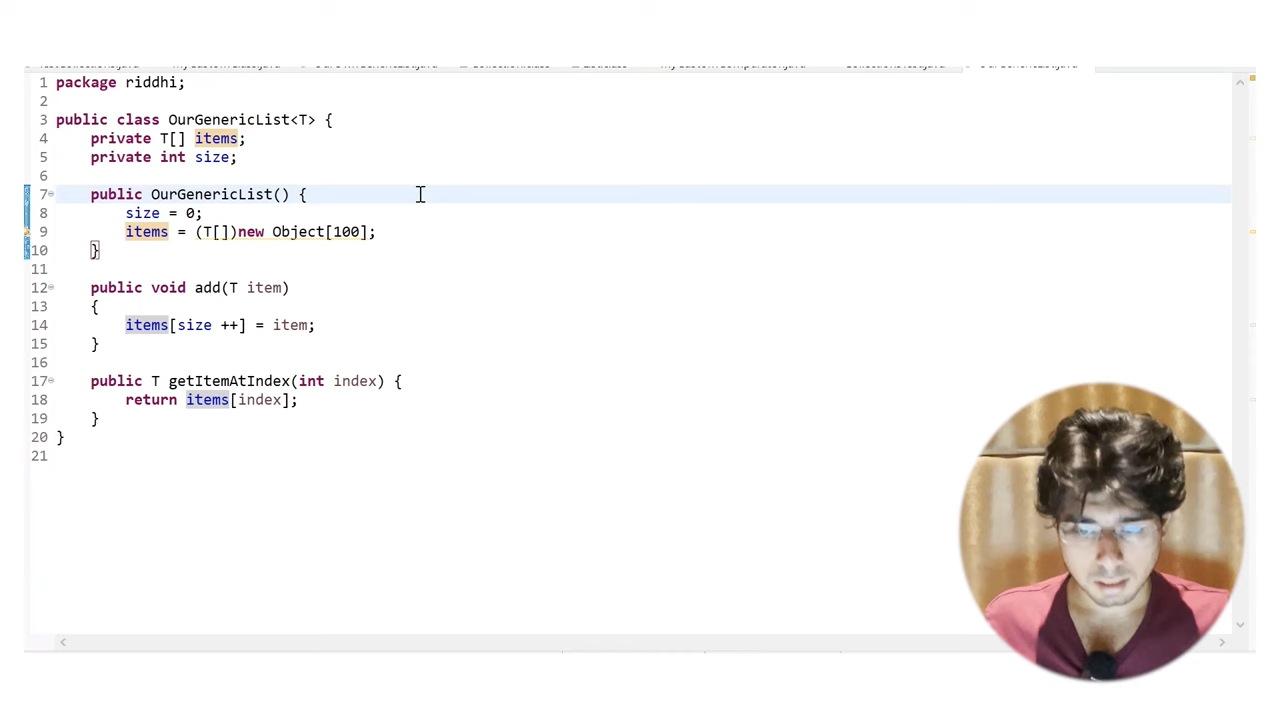 1 package riddhi;
2
3 public class OurGenericList<T> {
4 private T[] items;
5 private int size;
6
7 public OurGenericList() {
8 size = 0;
9 items = (T[])new Object[100];
10 }
11
12 public void add(T item)
13 {
14 items[size ++] = item;
15 }
16
17 public T getItemAtIndex(int index) {
18 return items[index];
19 }
20 }
21